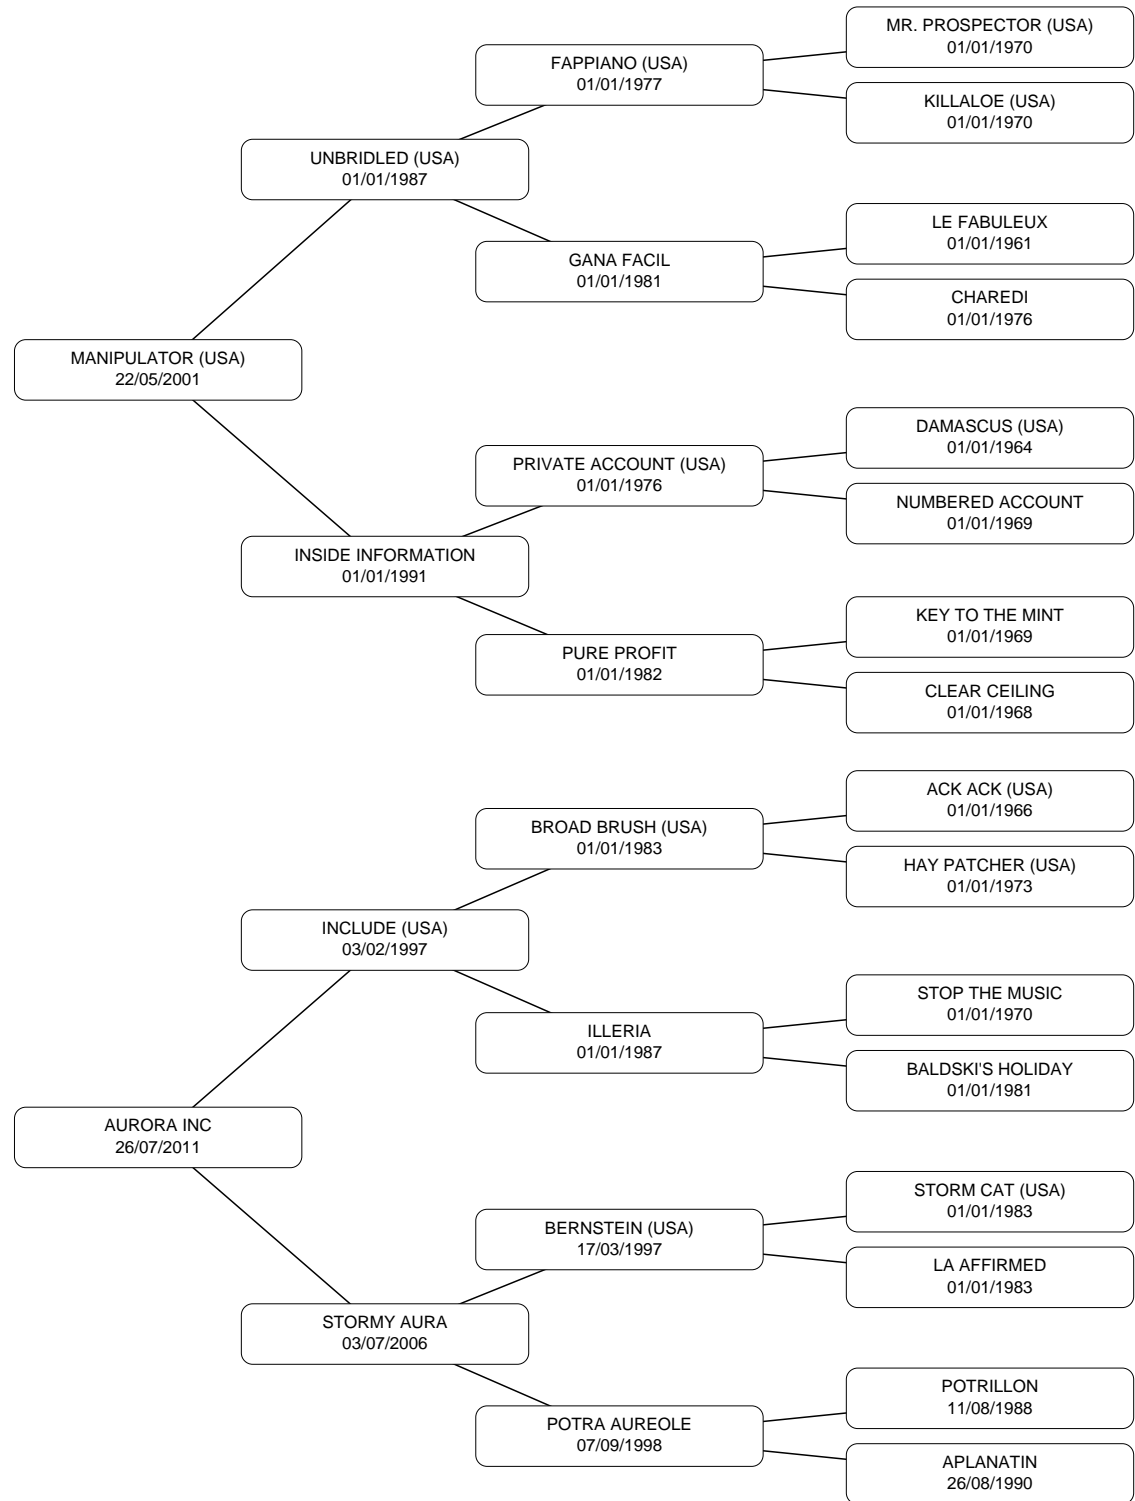 MR. PROSPECTOR (USA)
01/01/1970
FAPPIANO (USA)
01/01/1977
KILLALOE (USA)
01/01/1970
UNBRIDLED (USA)
01/01/1987
LE FABULEUX
01/01/1961
GANA FACIL
01/01/1981
CHAREDI
01/01/1976
MANIPULATOR (USA)
22/05/2001
DAMASCUS (USA)
01/01/1964
PRIVATE ACCOUNT (USA)
01/01/1976
NUMBERED ACCOUNT
01/01/1969
INSIDE INFORMATION
01/01/1991
KEY TO THE MINT
01/01/1969
PURE PROFIT
01/01/1982
CLEAR CEILING
01/01/1968
ACK ACK (USA)
01/01/1966
BROAD BRUSH (USA)
01/01/1983
HAY PATCHER (USA)
01/01/1973
INCLUDE (USA)
03/02/1997
STOP THE MUSIC
01/01/1970
ILLERIA
01/01/1987
BALDSKI'S HOLIDAY
01/01/1981
AURORA INC
26/07/2011
STORM CAT (USA)
01/01/1983
BERNSTEIN (USA)
17/03/1997
LA AFFIRMED
01/01/1983
STORMY AURA
03/07/2006
POTRILLON
11/08/1988
POTRA AUREOLE
07/09/1998
APLANATIN
26/08/1990